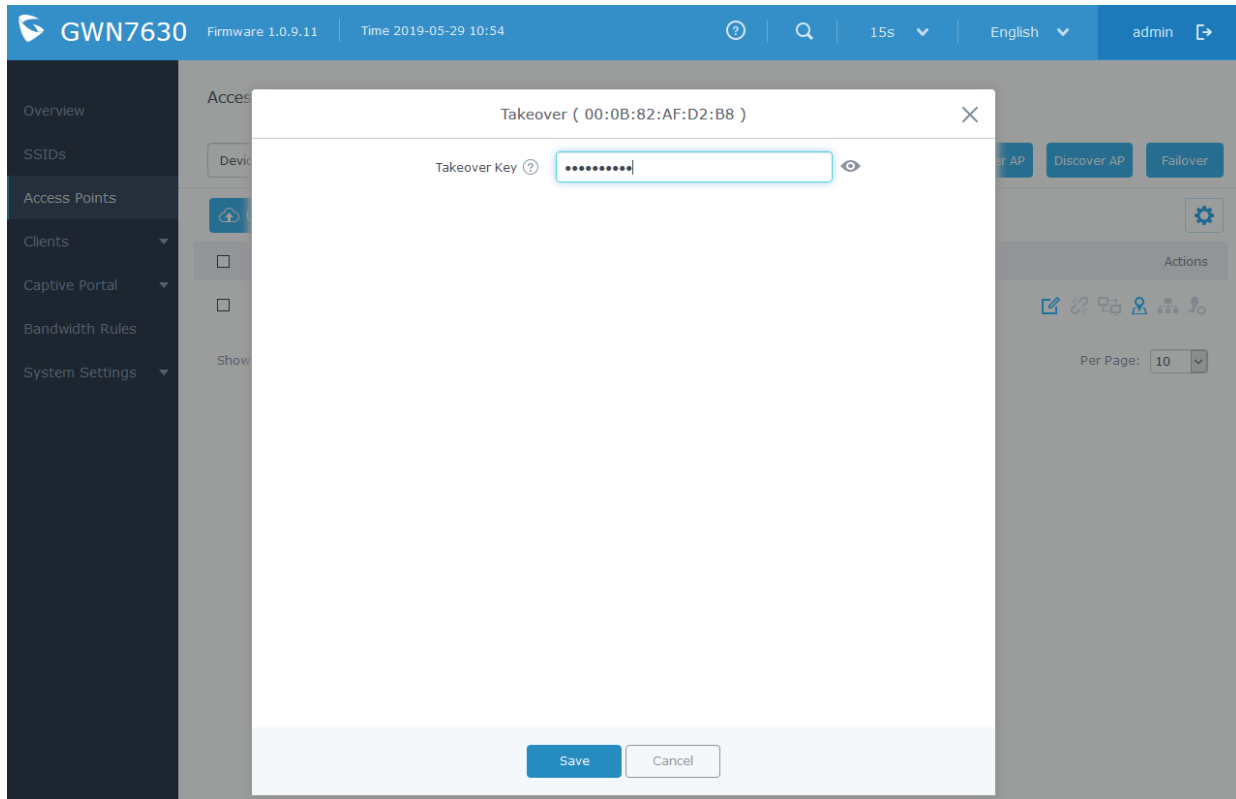 GWN7630 Firmware 1.0.9.11 Time 2019-05-29 10:54 15s English admin
Overview
SSIDs
Access Points
Clients
Captive Portal
Bandwidth Rules
System Settings
Takeover ( 00:0B:82:AF:D2:B8 )
Takeover Key ? ••••••••••
AP Discover AP Failover
Actions
Show
Per Page: 10
Save Cancel